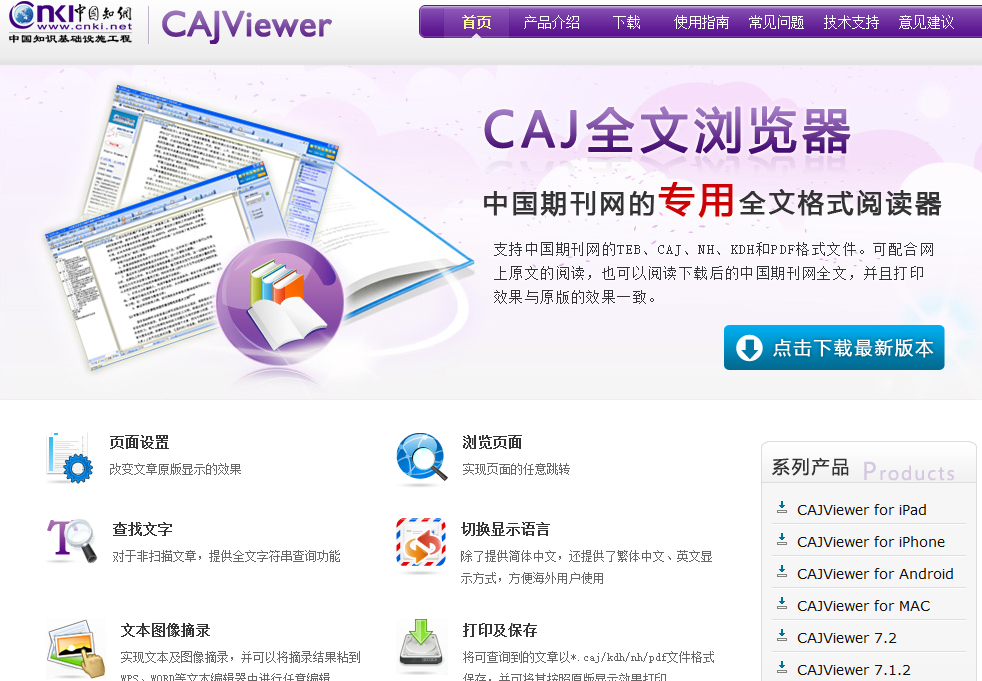 cnki中国知网
www.cnki.net
中国知识基础设施工程
CAJViewer
首页 产品介绍 下载 使用指南 常见问题 技术支持 意见建议
CAJ全文浏览器
中国期刊网的专用全文格式阅读器
支持中国期刊网的TEB、CAJ、NH、KDH和PDF格式文件。可配合网
上原文的阅读，也可以阅读下载后的中国期刊网全文，并且打印
效果与原版的效果一致。
点击下载最新版本
页面设置
改变文章原版显示的效果
浏览页面
实现页面的任意跳转
查找文字
对于非扫描文章，提供全文字符串查询功能
切换显示语言
除了提供简体中文，还提供了繁体中文、英文显
示方式，方便海外用户使用
文本图像摘录
实现文本及图像摘录，并可以将摘录结果粘到
WPS、WORD等文本编辑器中进行任意编辑
打印及保存
将可查询到的文章以*.caj/kdh/nh/pdf文件格式
保存，并可将其按照原版显示效果打印
系列产品 Products
CAJViewer for iPad
CAJViewer for iPhone
CAJViewer for Android
CAJViewer for MAC
CAJViewer 7.2
CAJViewer 7.1.2